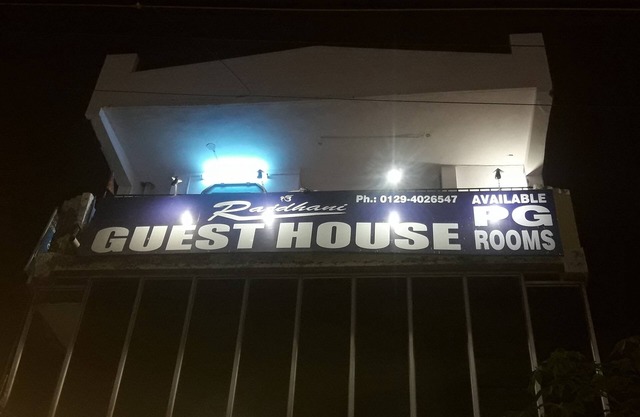 ੴ
Rajdhani
GUEST HOUSE
Ph.: 0129-4026547
AVAILABLE
PG
ROOMS